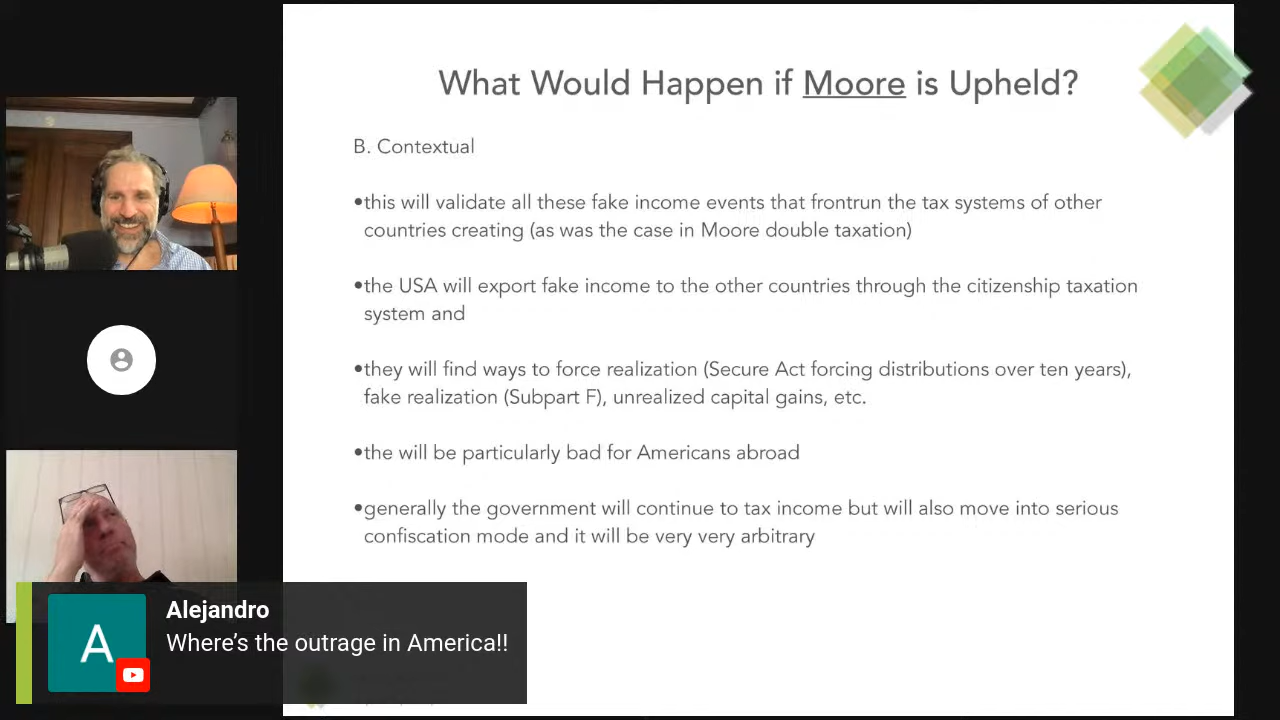 What Would Happen if Moore is Upheld?
B. Contextual
•this will validate all these fake income events that frontrun the tax systems of other
countries creating (as was the case in Moore double taxation)
•the USA will export fake income to the other countries through the citizenship taxation
system and
•they will find ways to force realization (Secure Act forcing distributions over ten years),
fake realization (Subpart F), unrealized capital gains, etc.
•the will be particularly bad for Americans abroad
•generally the government will continue to tax income but will also move into serious
confiscation mode and it will be very very arbitrary
A
Alejandro
Where’s the outrage in America!!